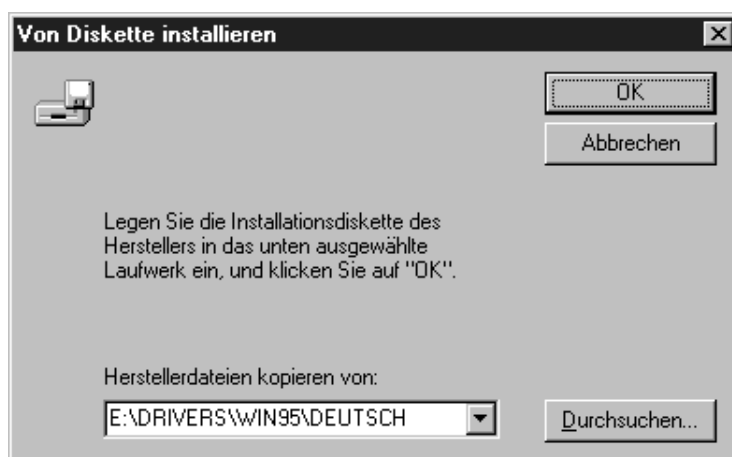 Von Diskette installieren
OK
Abbrechen
Legen Sie die Installationsdiskette des
Herstellers in das unten ausgewählte
Laufwerk ein, und klicken Sie auf "OK".
Herstellerdateien kopieren von:
E:\DRIVERS\WIN95\DEUTSCH
Durchsuchen...